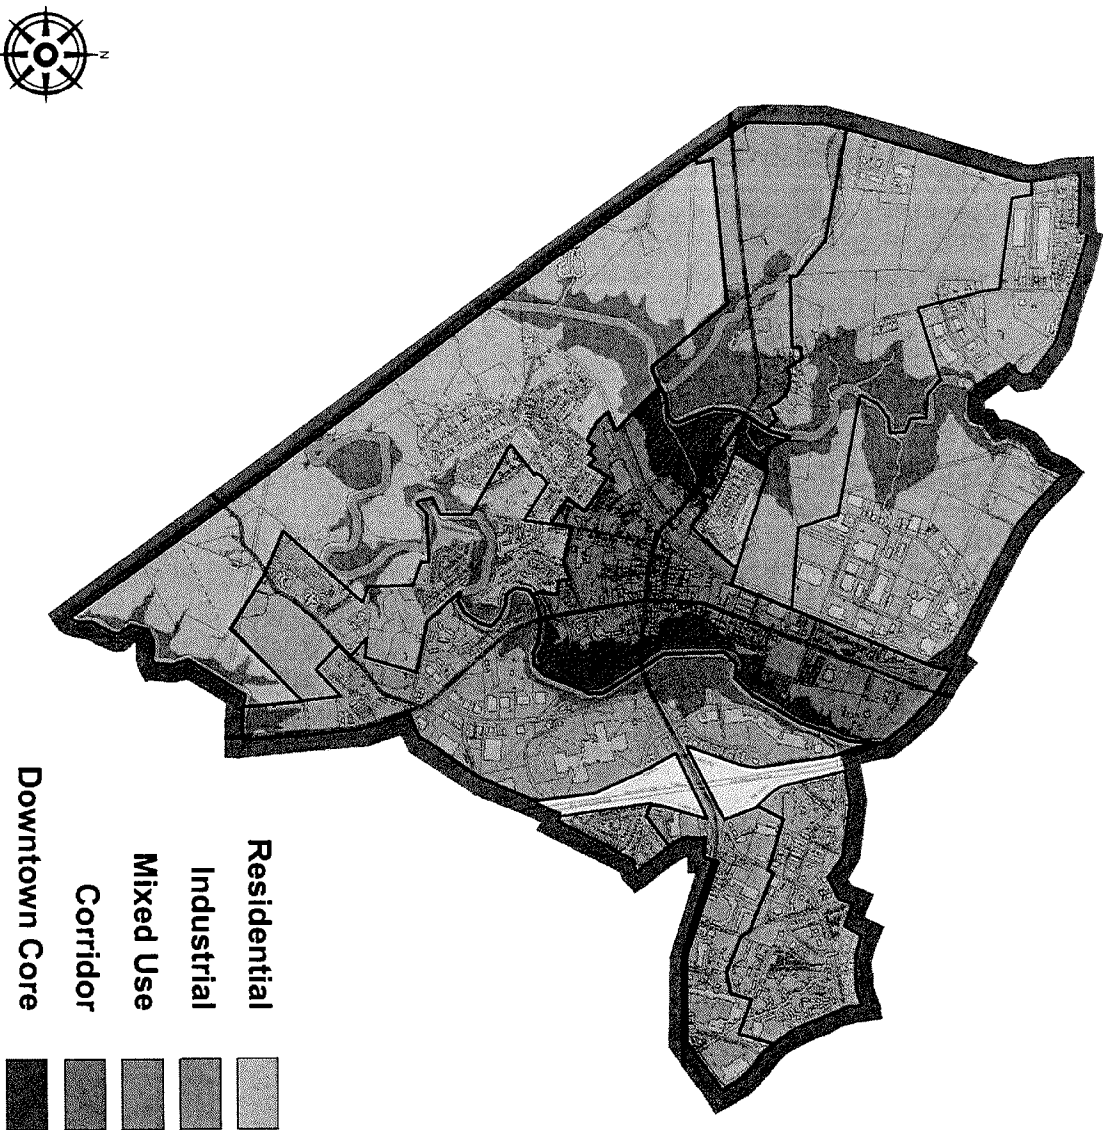 N
Residential
Industrial
Mixed Use
Corridor
Downtown Core